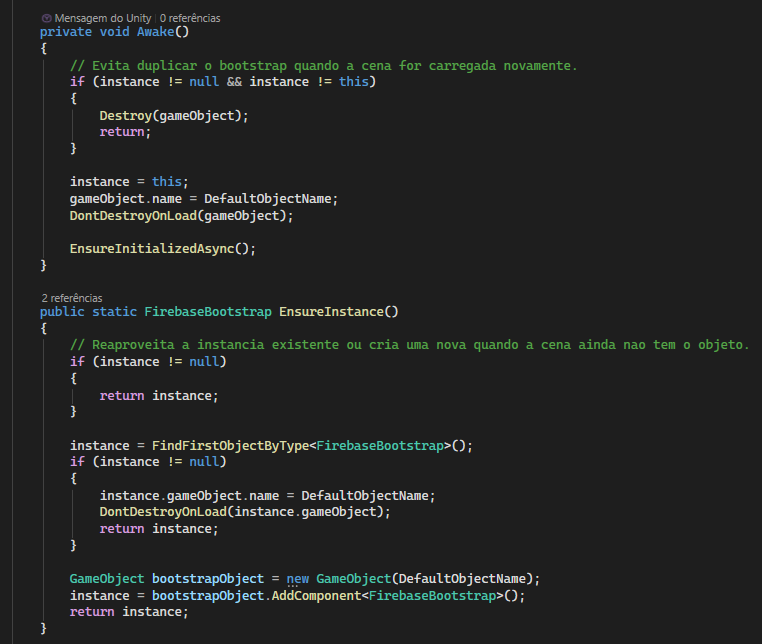 Mensagem do Unity | 0 referências
private void Awake()
{
// Evita duplicar o bootstrap quando a cena for carregada novamente.
if (instance != null && instance != this)
{
Destroy(gameObject);
return;
}
instance = this;
gameObject.name = DefaultObjectName;
DontDestroyOnLoad(gameObject);
EnsureInitializedAsync();
}
2 referências
public static FirebaseBootstrap EnsureInstance()
{
// Reaproveita a instancia existente ou cria uma nova quando a cena ainda nao tem o objeto.
if (instance != null)
{
return instance;
}
instance = FindFirstObjectByType<FirebaseBootstrap>();
if (instance != null)
{
instance.gameObject.name = DefaultObjectName;
DontDestroyOnLoad(instance.gameObject);
return instance;
}
GameObject bootstrapObject = new GameObject(DefaultObjectName);
instance = bootstrapObject.AddComponent<FirebaseBootstrap>();
return instance;
}